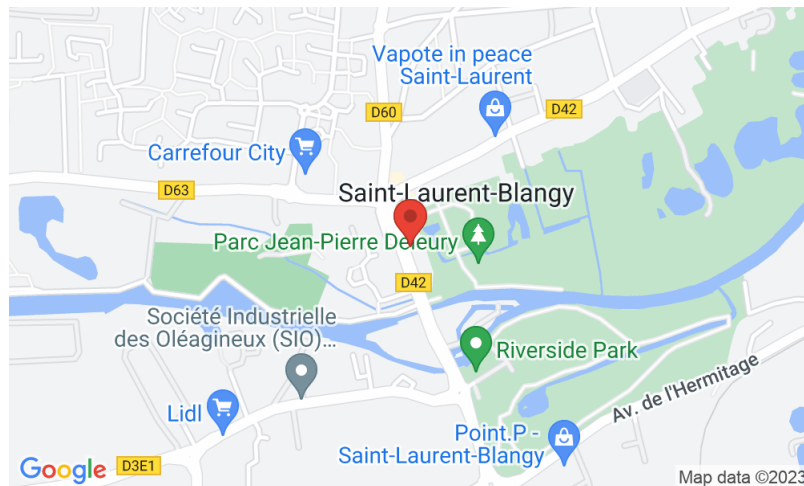 Vapote in peace
Saint-Laurent
D60
D42
Carrefour City
D63
Saint-Laurent-Blangy
Parc Jean-Pierre Deleury
D42
Société Industrielle
des Oléagineux (SIO)...
Riverside Park
Lidl
Av. de l'Hermitage
Point.P -
Saint-Laurent-Blangy
Google
D3E1
Map data ©2023